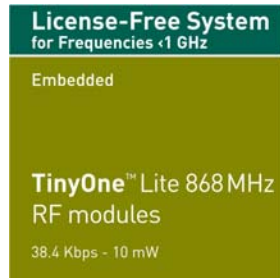 License-Free System
for Frequencies <1 GHz
Embedded
TinyOne™ Lite 868 MHz
RF modules
38.4 Kbps - 10 mW